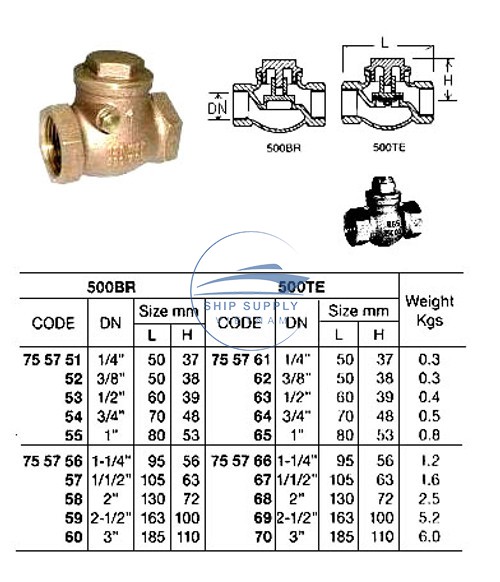 L
H
DN
500BR
500TE
500BR 500TE Weight Kgs
CODE DN Size mm CODE DN Size mm
L H L H
75 57 51 1/4" 50 37 75 57 61 1/4" 50 37 0.3
52 3/8" 50 38 62 3/8" 50 38 0.3
53 1/2" 60 39 63 1/2" 60 39 0.4
54 3/4" 70 48 64 3/4" 70 48 0.5
55 1" 80 53 65 1" 80 53 0.8
75 57 56 1-1/4" 95 56 75 57 66 1-1/4" 95 56 1.2
57 1/1/2" 105 63 67 1/1/2" 105 63 1.6
58 2" 130 72 68 2" 130 72 2.5
59 2-1/2" 163 100 69 2-1/2" 163 100 5.2
60 3" 185 110 70 3" 185 110 6.0
SHIP SUPPLY
VIETNAM